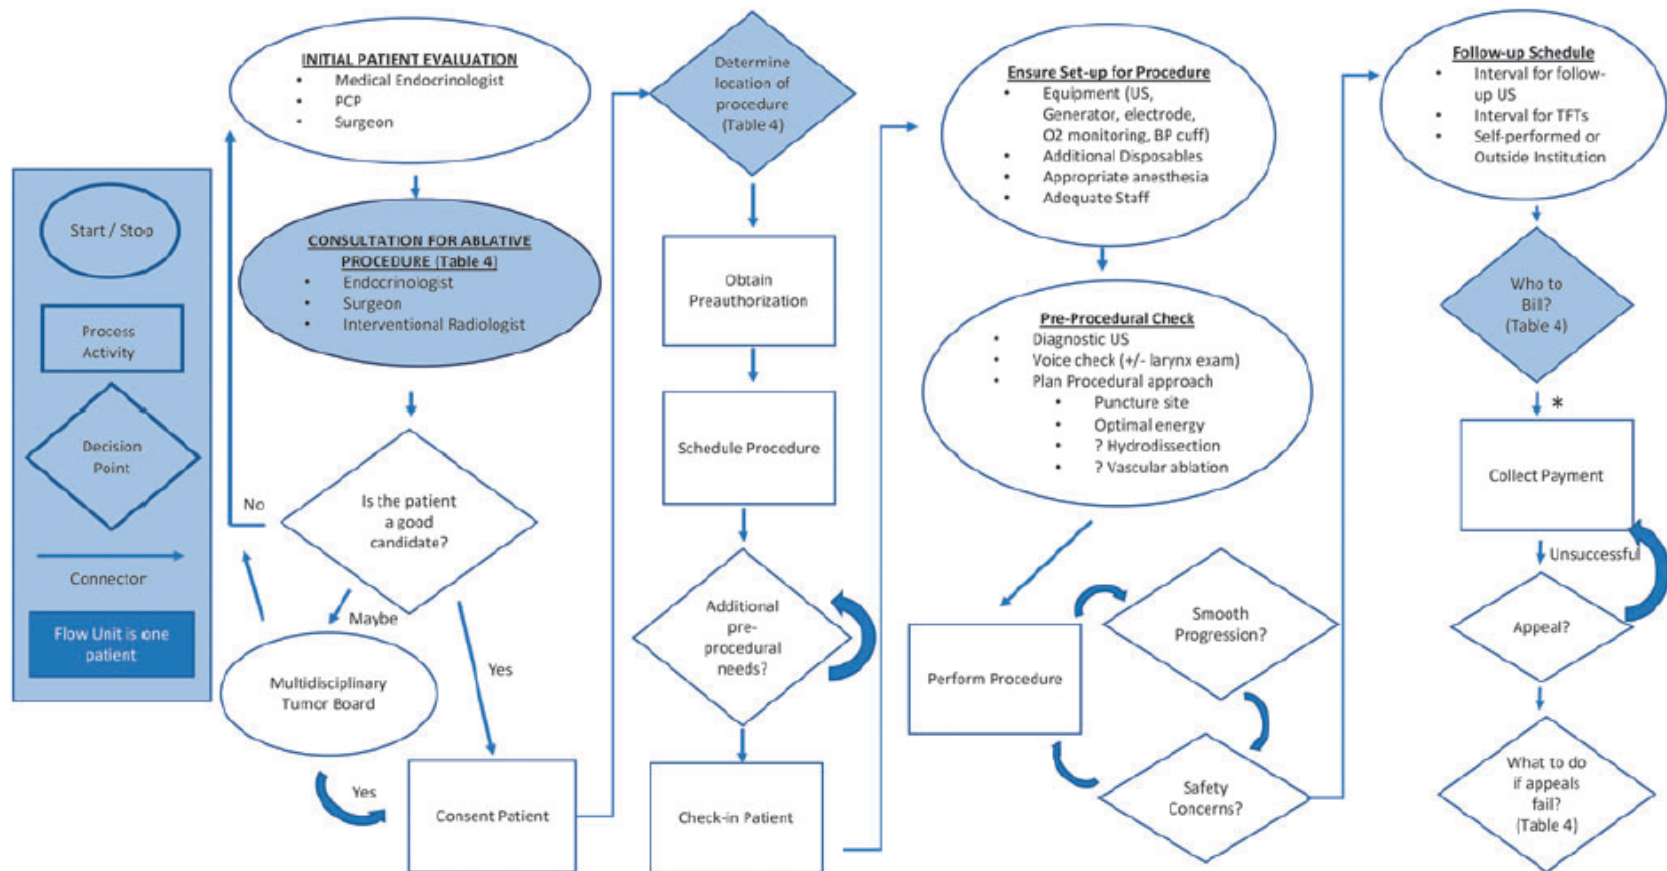 Start / Stop
Process
Activity
Decision
Point
Connector
Flow Unit is one
patient
INITIAL PATIENT EVALUATION
• Medical Endocrinologist
• PCP
• Surgeon
CONSULTATION FOR ABLATIVE
PROCEDURE (Table 4)
• Endocrinologist
• Surgeon
• Interventional Radiologist
Is the patient
a good
candidate?
No
Maybe
Yes
Multidisciplinary
Tumor Board
Yes
Consent Patient
Determine
location of
procedure
(Table 4)
Obtain
Preauthorization
Schedule Procedure
Additional
pre-
procedural
needs?
Check-in Patient
Ensure Set-up for Procedure
• Equipment (US,
Generator, electrode,
O2 monitoring, BP cuff)
• Additional Disposables
• Appropriate anesthesia
• Adequate Staff
Pre-Procedural Check
• Diagnostic US
• Voice check (+/- larynx exam)
• Plan Procedural approach
• Puncture site
• Optimal energy
• ? Hydrodissection
• ? Vascular ablation
Perform Procedure
Smooth
Progression?
Safety
Concerns?
Follow-up Schedule
• Interval for follow-
up US
• Interval for TFTs
• Self-performed or
Outside Institution
Who to
Bill?
(Table 4)
*
Collect Payment
Unsuccessful
Appeal?
What to do
if appeals
fail?
(Table 4)